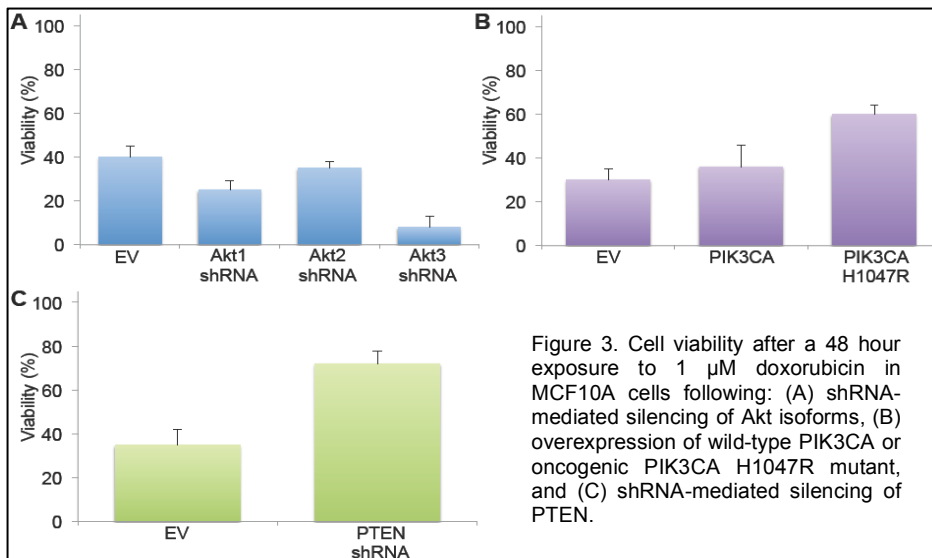 A
100
80
60
40
20
0
Viability (%)
EV
Akt1
shRNA
Akt2
shRNA
Akt3
shRNA
B
100
80
60
40
20
0
Viability (%)
EV
PIK3CA
PIK3CA
H1047R
C
100
80
60
40
20
0
Viability (%)
EV
PTEN
shRNA
Figure 3. Cell viability after a 48 hour
exposure to 1 µM doxorubicin in
MCF10A cells following: (A) shRNA-
mediated silencing of Akt isoforms, (B)
overexpression of wild-type PIK3CA or
oncogenic PIK3CA H1047R mutant,
and (C) shRNA-mediated silencing of
PTEN.